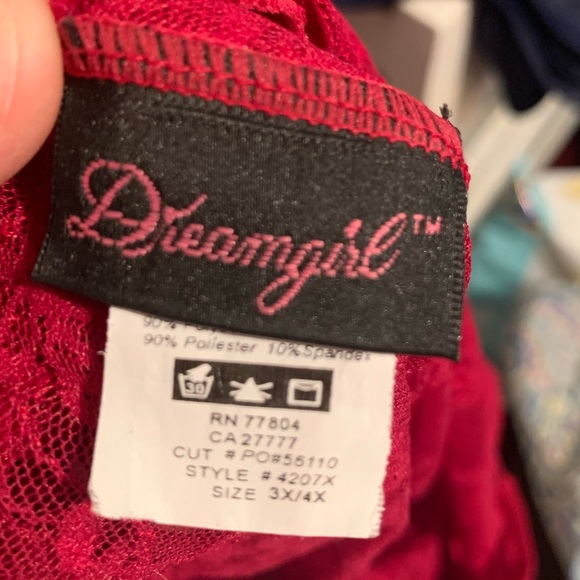 Dreamgirl™
90% Poliester 10%Spandex
30
RN 77804
CA 27777
CUT # PO#56110
STYLE # 4207X
SIZE 3X/4X